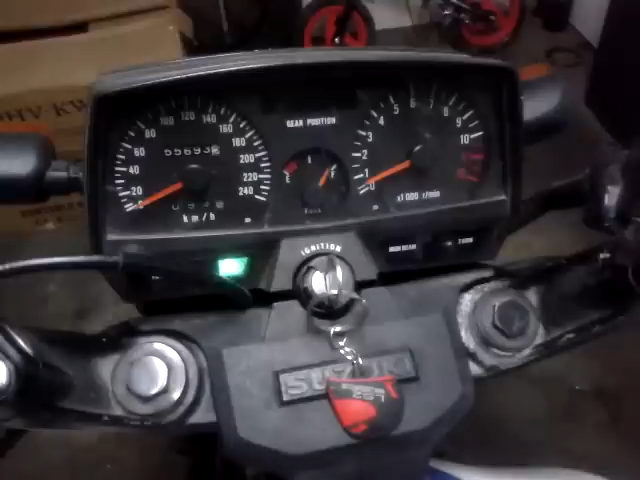 GEAR POSITION
20
40
60
80
100
120
140
160
180
200
220
240
km/h
E
F
FUEL
0
1
2
3
4
5
6
7
8
9
10
x1000 r/min
IGNITION
HIGH BEAM
TURN
SUZUKI